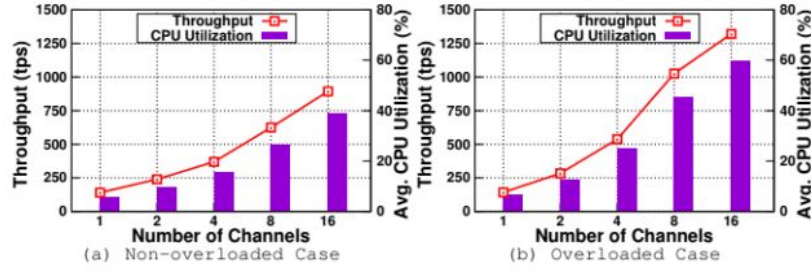 Throughput
CPU Utilization
Throughput (tps)
1500
1250
1000
750
500
250
0
80
60
40
20
0
Avg. CPU Utilization (%)
1 2 4 8 16
Number of Channels
(a) Non-overloaded Case
Throughput
CPU Utilization
Throughput (tps)
1500
1250
1000
750
500
250
0
80
60
40
20
0
Avg. CPU Utilization (%)
1 2 4 8 16
Number of Channels
(b) Overloaded Case